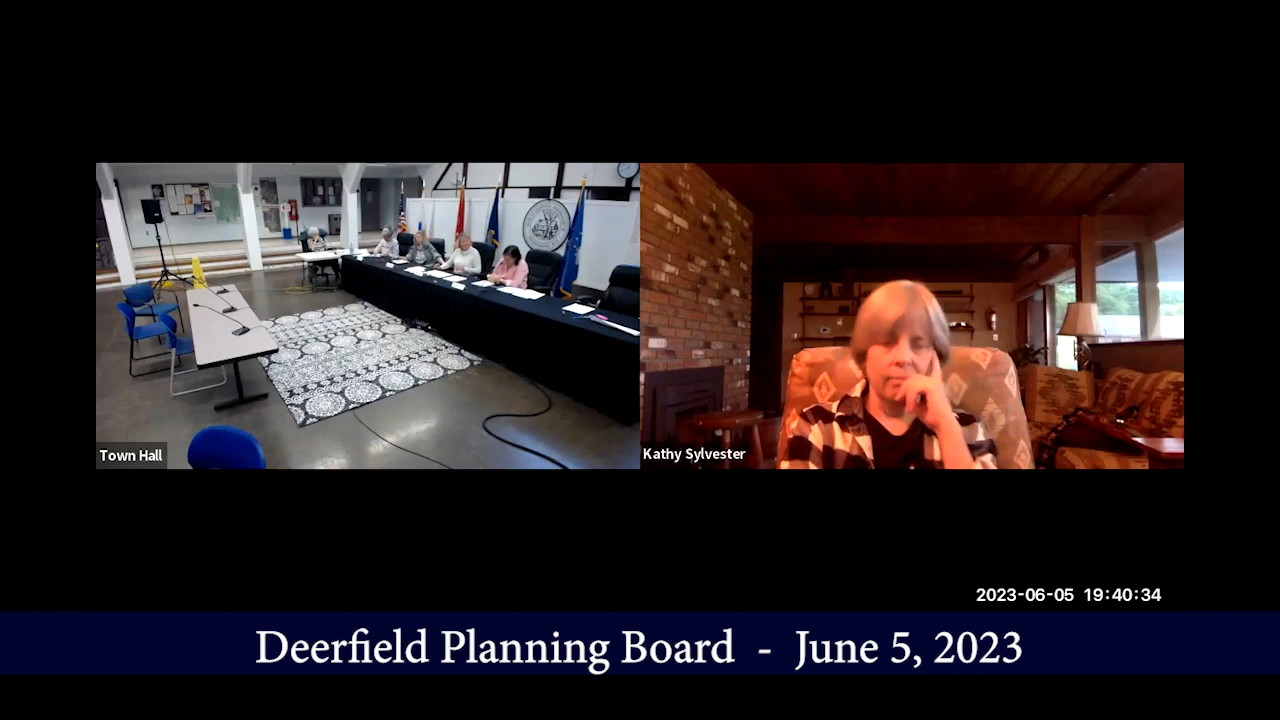 Town Hall
Kathy Sylvester
2023-06-05 19:40:34
Deerfield Planning Board - June 5, 2023